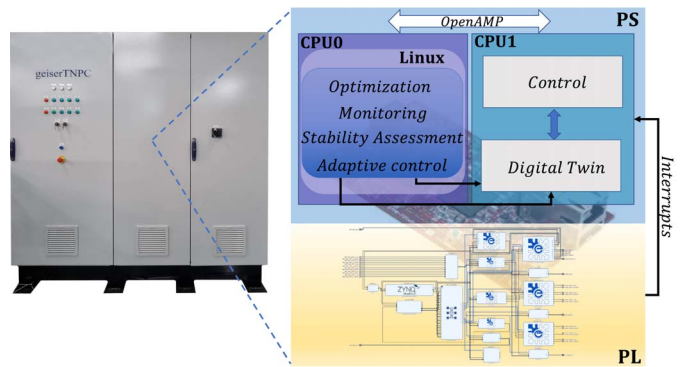 geiserTNPC
OpenAMP
PS
CPU0
CPU1
Linux
Optimization
Monitoring
Stability Assessment
Adaptive control
Control
Digital Twin
Interrupts
ZYNQ
PL